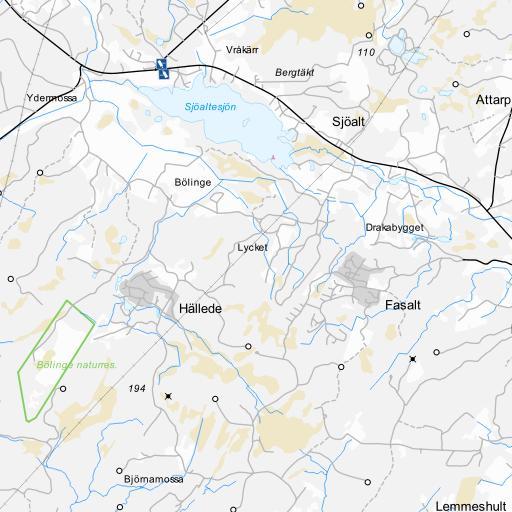 Vråkärr
110
Bergtäkt
Ydermossa
Attarp
Sjöaltesjön
Sjöalt
Bölinge
Drakabygget
Lycket
Hällede
Fasalt
Bölinge naturres.
194
Björnamossa
Lemmeshult